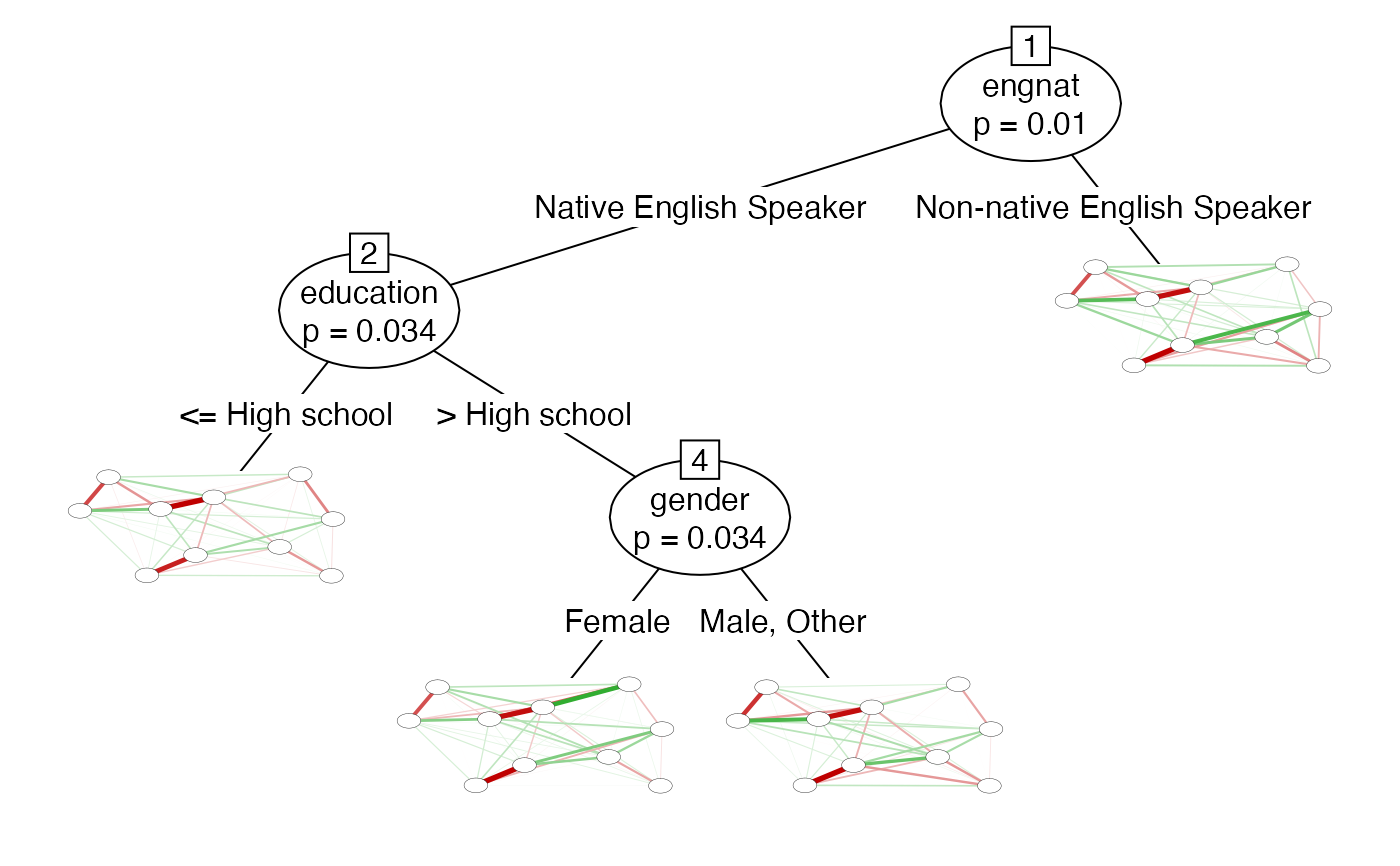 1
engnat
p = 0.01
Native English Speaker
Non-native English Speaker
2
education
p = 0.034
<= High school
> High school
4
gender
p = 0.034
Female
Male, Other